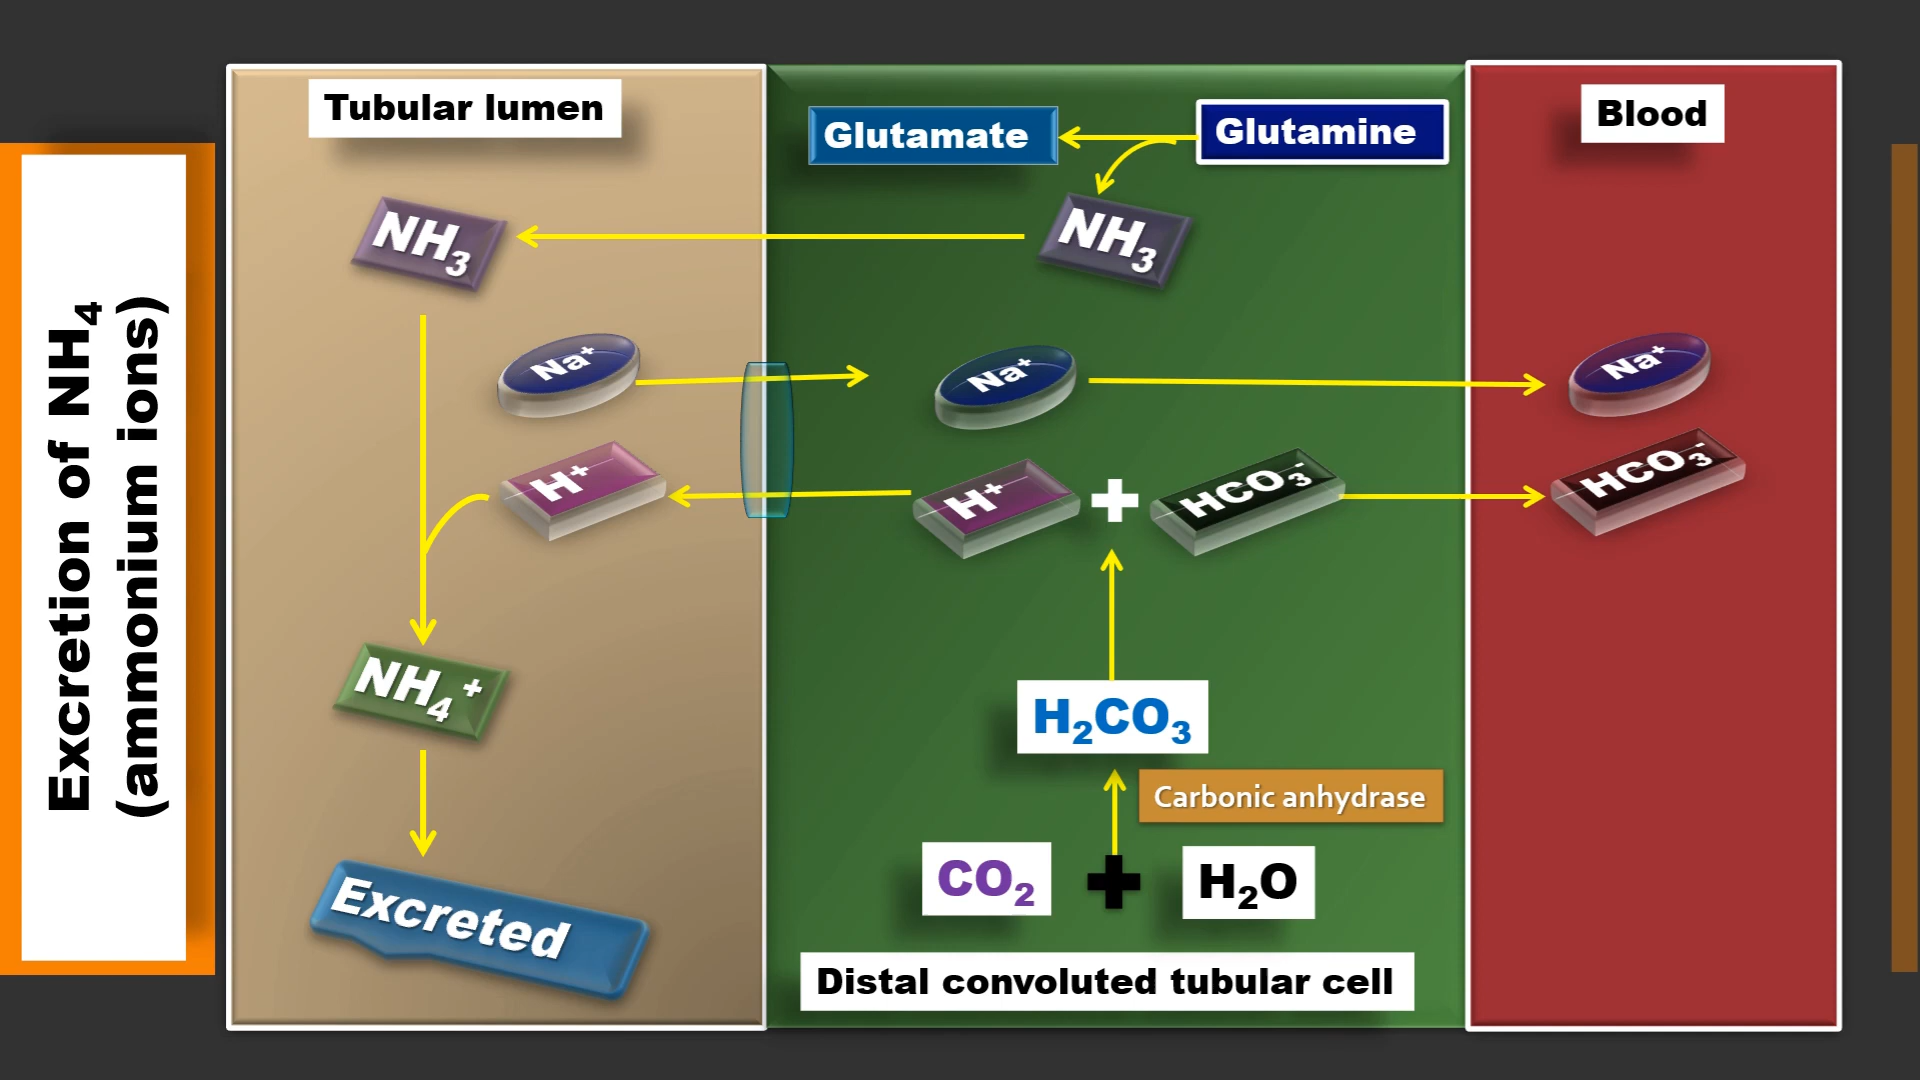 Excretion of NH₄
(ammonium ions)
Tubular lumen
Glutamate
Glutamine
Blood
NH₃
NH₃
Na⁺
Na⁺
Na⁺
H⁺
H⁺
HCO₃⁻
HCO₃⁻
NH₄⁺
H₂CO₃
Carbonic anhydrase
CO₂
H₂O
Excreted
Distal convoluted tubular cell